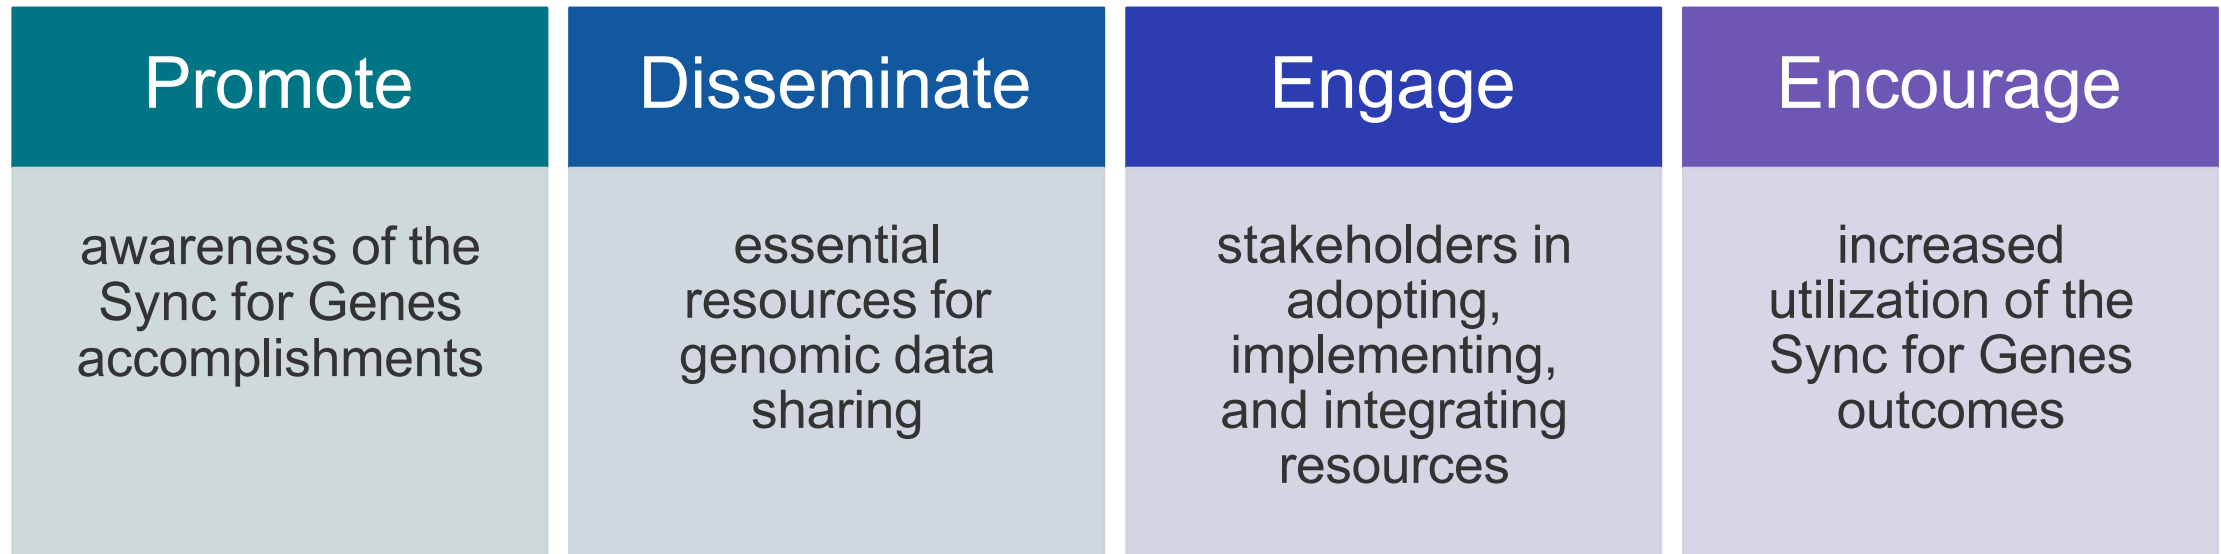 Promote
awareness of the
Sync for Genes
accomplishments
Disseminate
essential
resources for
genomic data
sharing
Engage
stakeholders in
adopting,
implementing,
and integrating
resources
Encourage
increased
utilization of the
Sync for Genes
outcomes